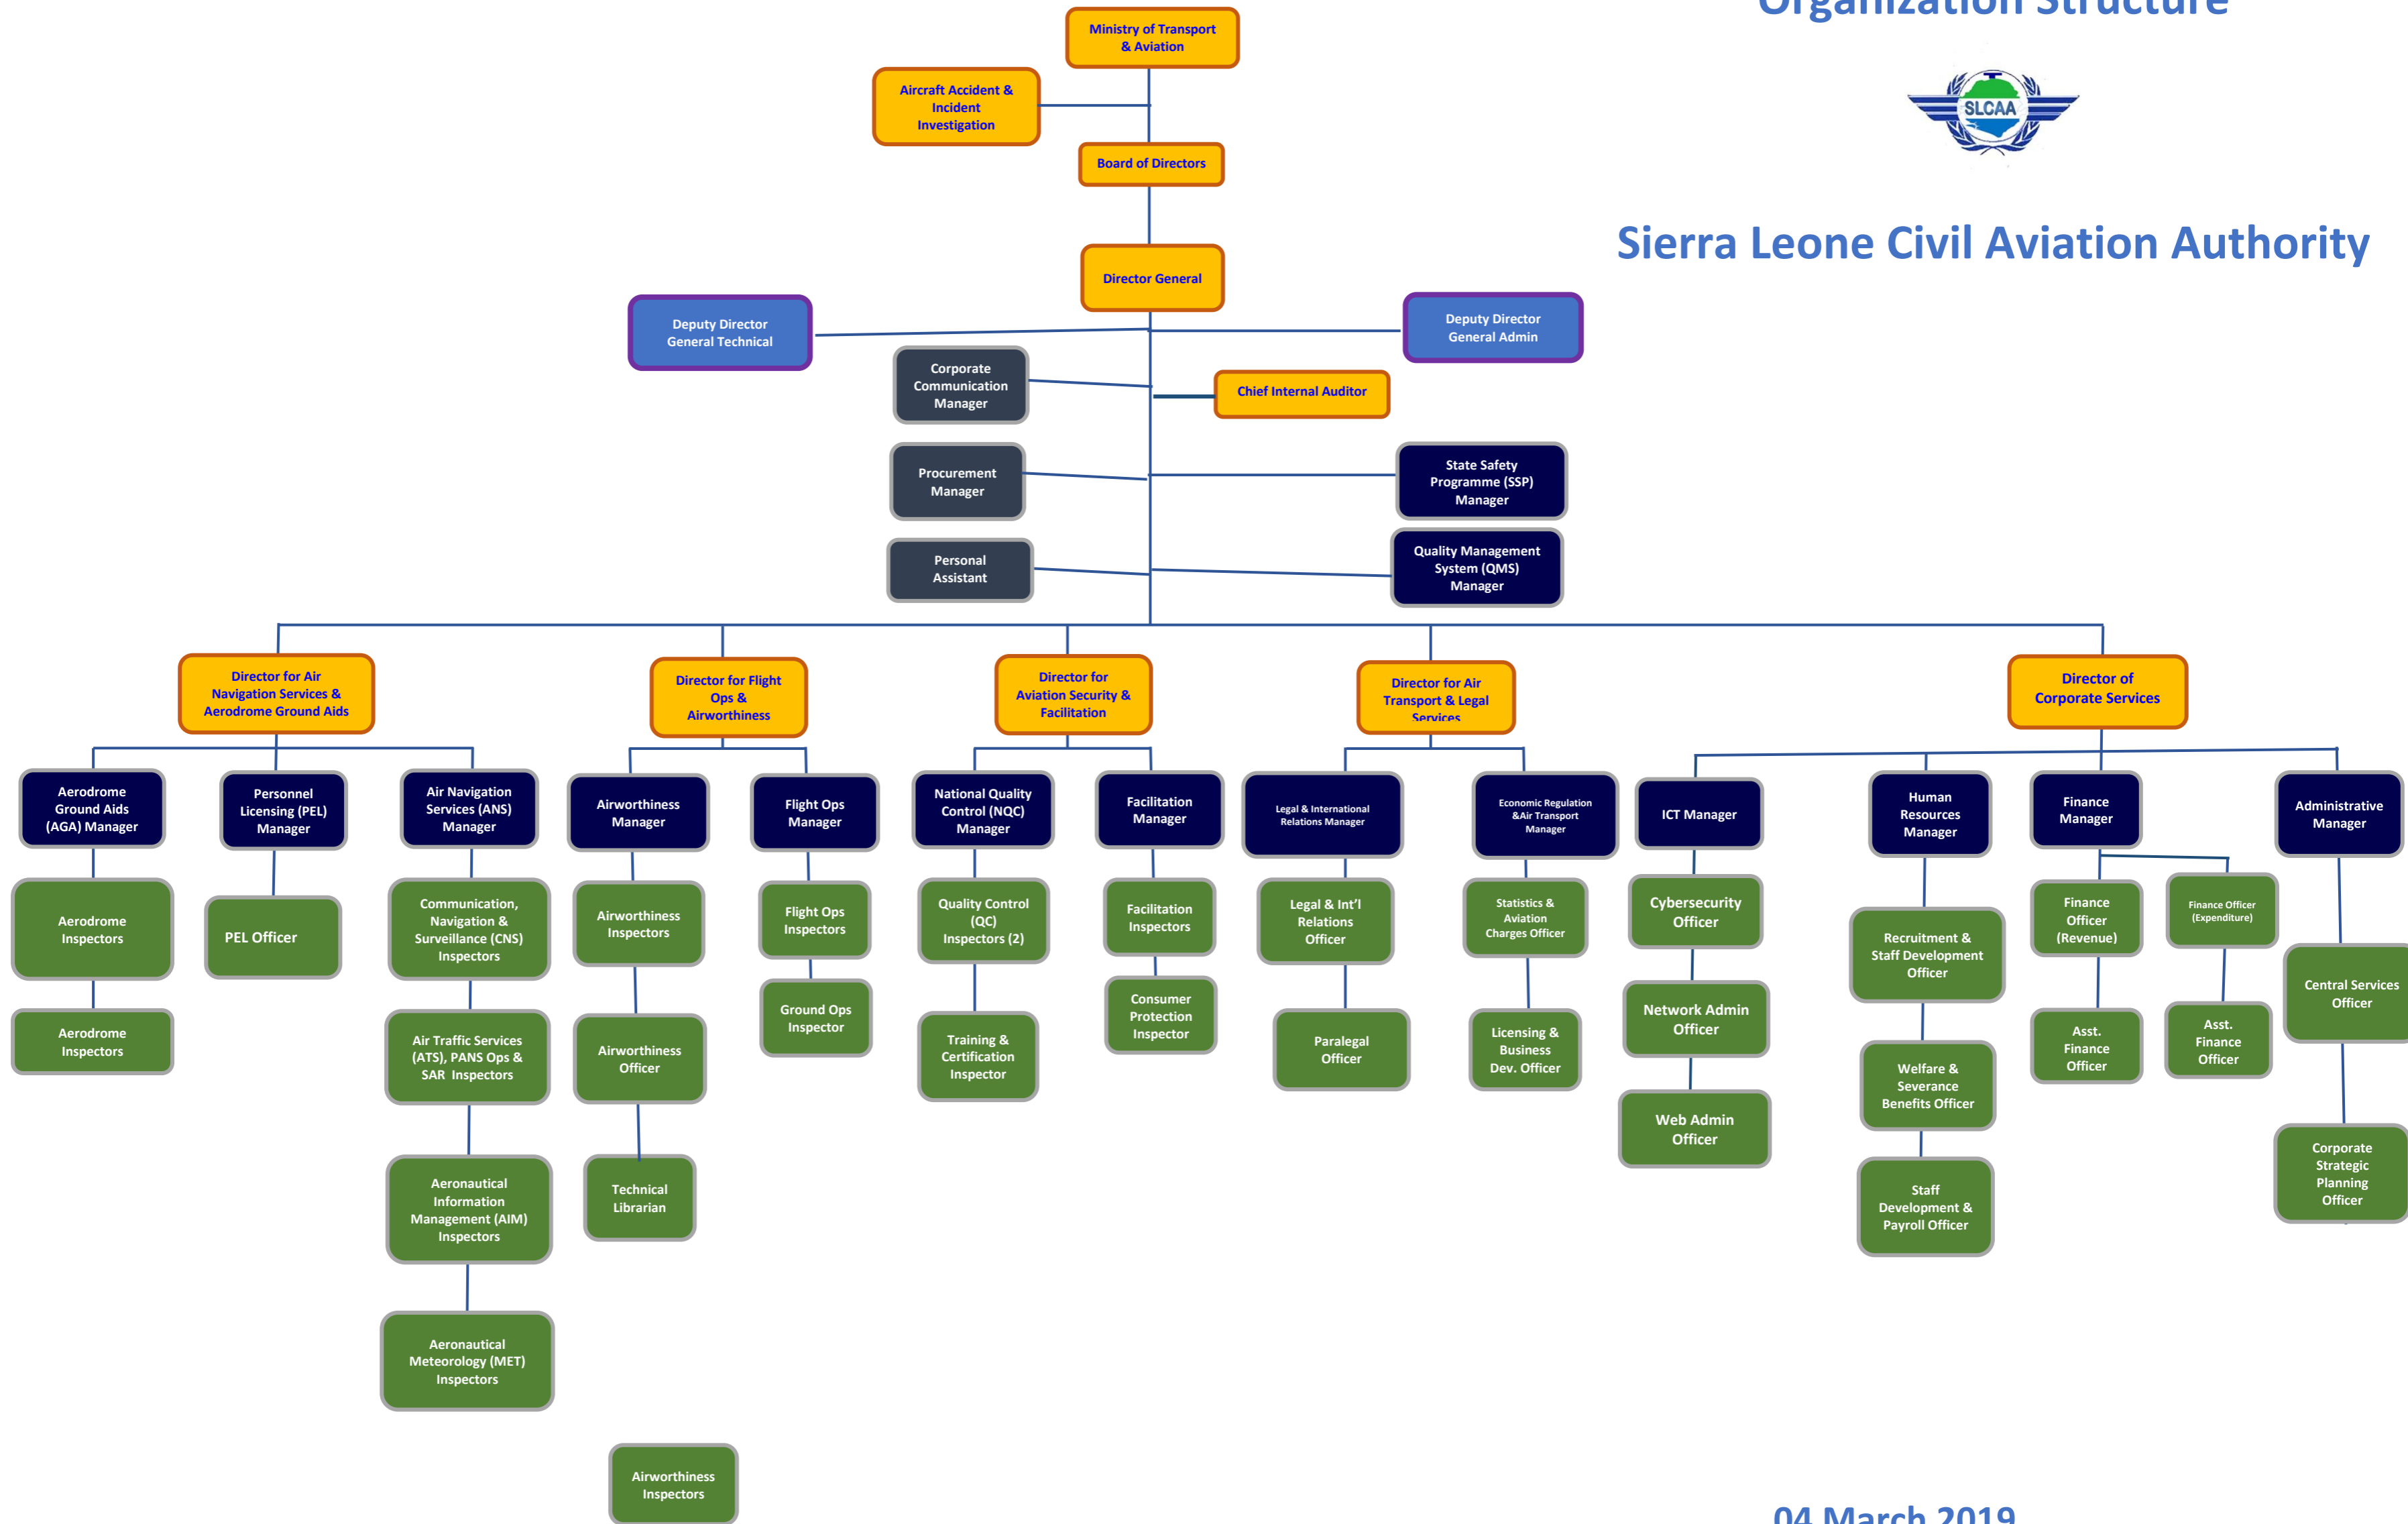 Organization Structure
SLCAA
Sierra Leone Civil Aviation Authority
Ministry of Transport
& Aviation
Aircraft Accident &
Incident
Investigation
Board of Directors
Director General
Deputy Director
General Technical
Deputy Director
General Admin
Corporate
Communication
Manager
Chief Internal Auditor
Procurement
Manager
State Safety
Programme (SSP)
Manager
Personal
Assistant
Quality Management
System (QMS)
Manager
Director for Air
Navigation Services &
Aerodrome Ground Aids
Director for Flight
Ops &
Airworthiness
Director for
Aviation Security &
Facilitation
Director for Air
Transport & Legal
Services
Director of
Corporate Services
Aerodrome
Ground Aids
(AGA) Manager
Personnel
Licensing (PEL)
Manager
Air Navigation
Services (ANS)
Manager
Airworthiness
Manager
Flight Ops
Manager
National Quality
Control (NQC)
Manager
Facilitation
Manager
Legal & International
Relations Manager
Economic Regulation
&Air Transport
Manager
ICT Manager
Human
Resources
Manager
Finance
Manager
Administrative
Manager
Aerodrome
Inspectors
PEL Officer
Communication,
Navigation &
Surveillance (CNS)
Inspectors
Airworthiness
Inspectors
Flight Ops
Inspectors
Quality Control
(QC)
Inspectors (2)
Facilitation
Inspectors
Legal & Int’l
Relations
Officer
Statistics &
Aviation
Charges Officer
Cybersecurity
Officer
Recruitment &
Staff Development
Officer
Finance
Officer
(Revenue)
Finance Officer
(Expenditure)
Central Services
Officer
Aerodrome
Inspectors
Air Traffic Services
(ATS), PANS Ops &
SAR Inspectors
Airworthiness
Officer
Ground Ops
Inspector
Training &
Certification
Inspector
Consumer
Protection
Inspector
Paralegal
Officer
Licensing &
Business
Dev. Officer
Network Admin
Officer
Welfare &
Severance
Benefits Officer
Asst.
Finance
Officer
Asst.
Finance
Officer
Corporate
Strategic
Planning
Officer
Aeronautical
Information
Management (AIM)
Inspectors
Technical
Librarian
Web Admin
Officer
Staff
Development &
Payroll Officer
Aeronautical
Meteorology (MET)
Inspectors
Airworthiness
Inspectors
04 March 2019